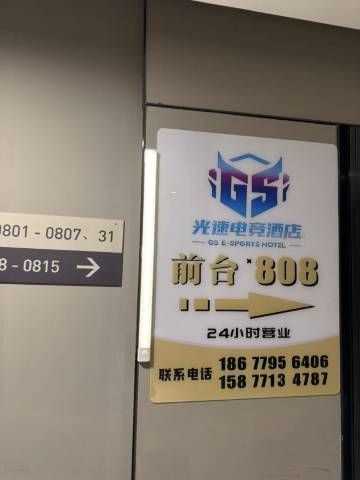 0801 - 0807、31
8 - 0815
GS
光速电竞酒店
GS E-SPORTS HOTEL
前台 808
24小时营业
联系电话
186 7795 6406
158 7713 4787